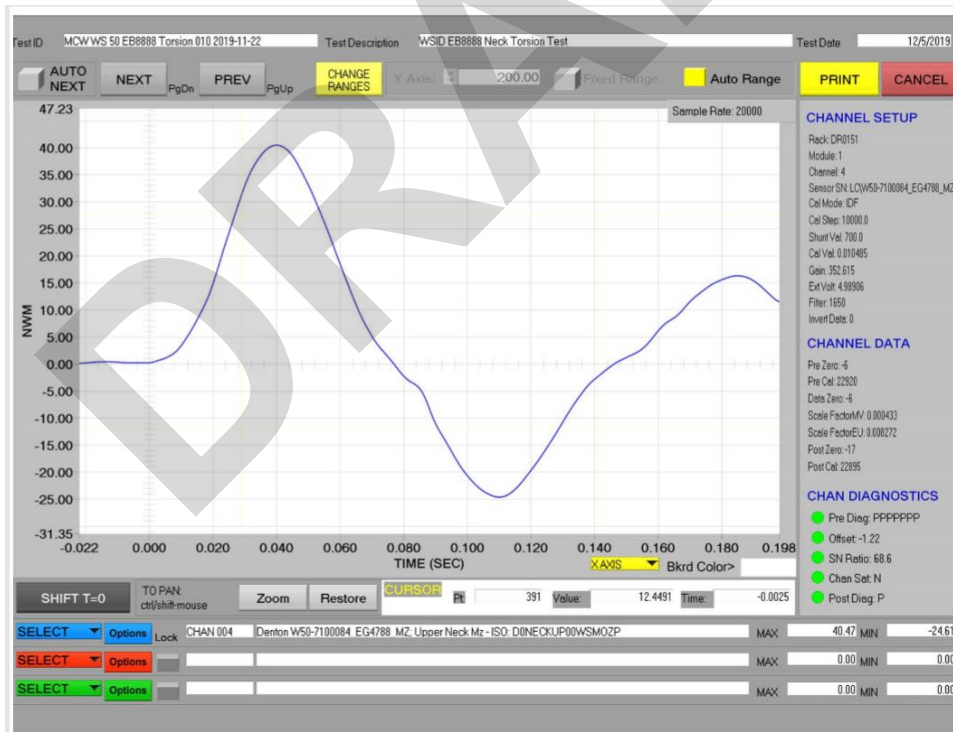 Test ID MCW WS 50 EB8888 Torsion 010 2019-11-22 Test Description WSID EB8888 Neck Torsion Test Test Date 12/5/2019
AUTO NEXT NEXT PgDn PREV PgUp CHANGE RANGES Y Axis: 200.00 Fixed Range Auto Range PRINT CANCEL
Sample Rate: 20000
47.23
40.00
35.00
30.00
25.00
20.00
15.00
10.00
5.00
0.00
-5.00
-10.00
-15.00
-20.00
-25.00
-31.35
NWM
-0.022 0.000 0.020 0.040 0.060 0.080 0.100 0.120 0.140 0.160 0.180 0.198
TIME (SEC) X AXIS Bkrd Color>
CHANNEL SETUP
Rack: DR0151
Module: 1
Channel: 4
Sensor SN: LC\W50-7100084_EG4788_MZ
Cal Mode: IDF
Cal Step: 10000.0
Shunt Val: 700.0
Cal Val: 0.010485
Gain: 352.615
Ext Volt: 4.98906
Filter: 1650
Invert Data: 0
CHANNEL DATA
Pre Zero: -6
Pre Cal: 22920
Data Zero: -6
Scale FactorMV: 0.000433
Scale FactorEU: 0.008272
Post Zero: -17
Post Cal: 22895
CHAN DIAGNOSTICS
Pre Diag: PPPPPPP
Offset: -1.22
SN Ratio: 68.6
Chan Sat: N
Post Diag: P
SHIFT T=0 TO PAN: ctrl/shift-mouse Zoom Restore CURSOR Pt 391 Value: 12.4491 Time: -0.0025
SELECT Options Lock CHAN 004 Denton W50-7100084 EG4788 MZ; Upper Neck Mz - ISO: D0NECKUP00WSMOZP MAX 40.47 MIN -24.61
SELECT Options MAX 0.00 MIN 0.00
SELECT Options MAX 0.00 MIN 0.00
DRA